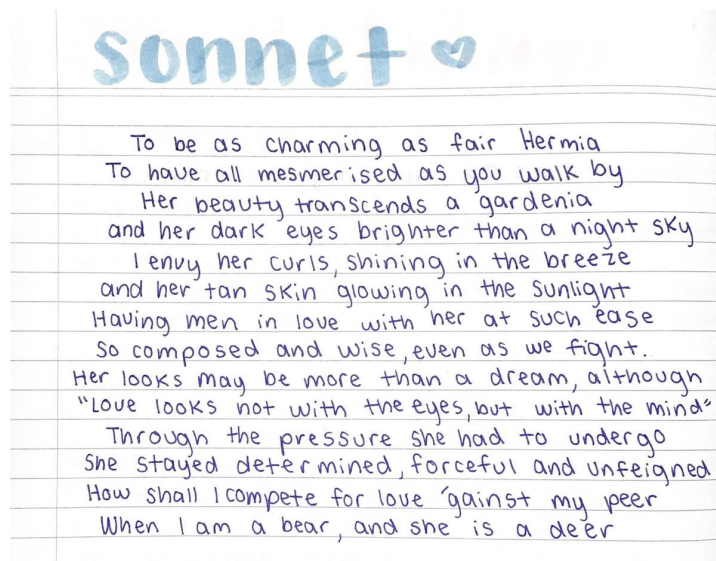 sonnet
To be as charming as fair Hermia
To have all mesmerised as you walk by
Her beauty transcends a gardenia
and her dark eyes brighter than a night sky
I envy her curls, shining in the breeze
and her tan skin glowing in the sunlight
Having men in love with her at such ease
So composed and wise, even as we fight.
Her looks may be more than a dream, although
"Love looks not with the eyes, but with the mind"
Through the pressure she had to undergo
She stayed determined, forceful and unfeigned
How shall I compete for love 'gainst my peer
When I am a bear, and she is a deer